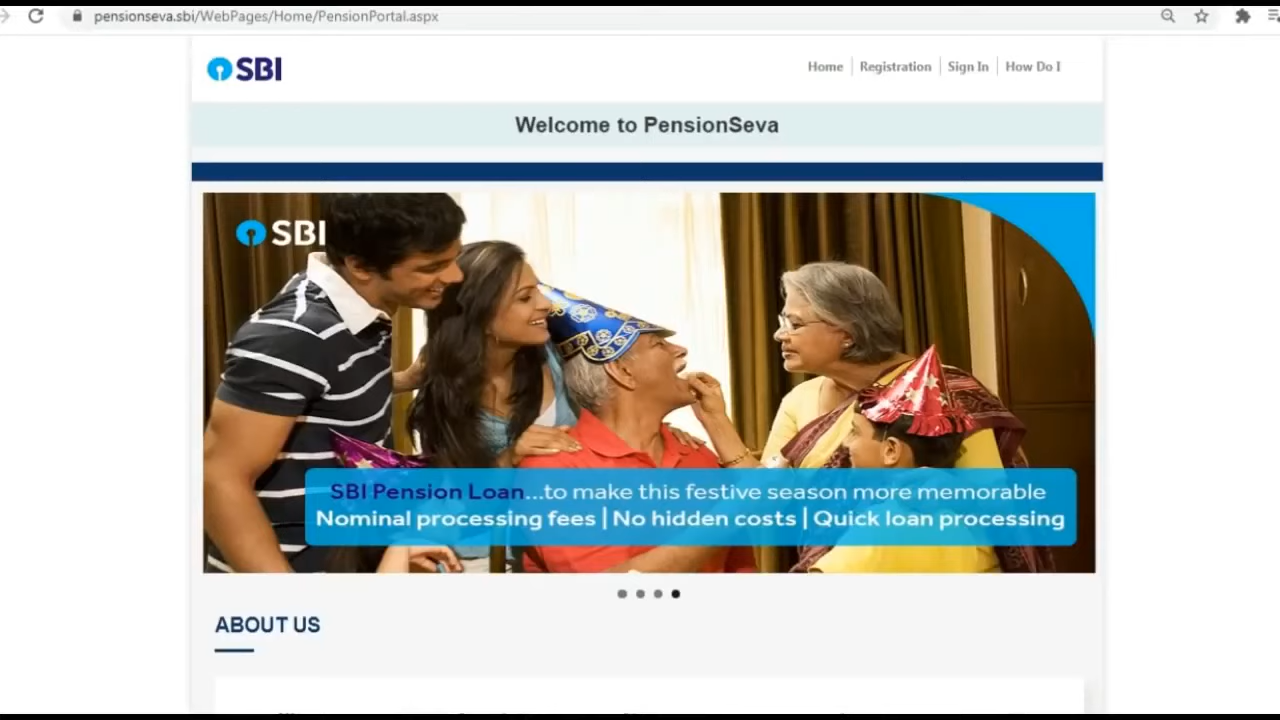 pensionseva.sbi/WebPages/Home/PensionPortal.aspx
SBI
Home Registration Sign In How Do I
Welcome to PensionSeva
SBI
SBI Pension Loan...to make this festive season more memorable
Nominal processing fees | No hidden costs | Quick loan processing
ABOUT US